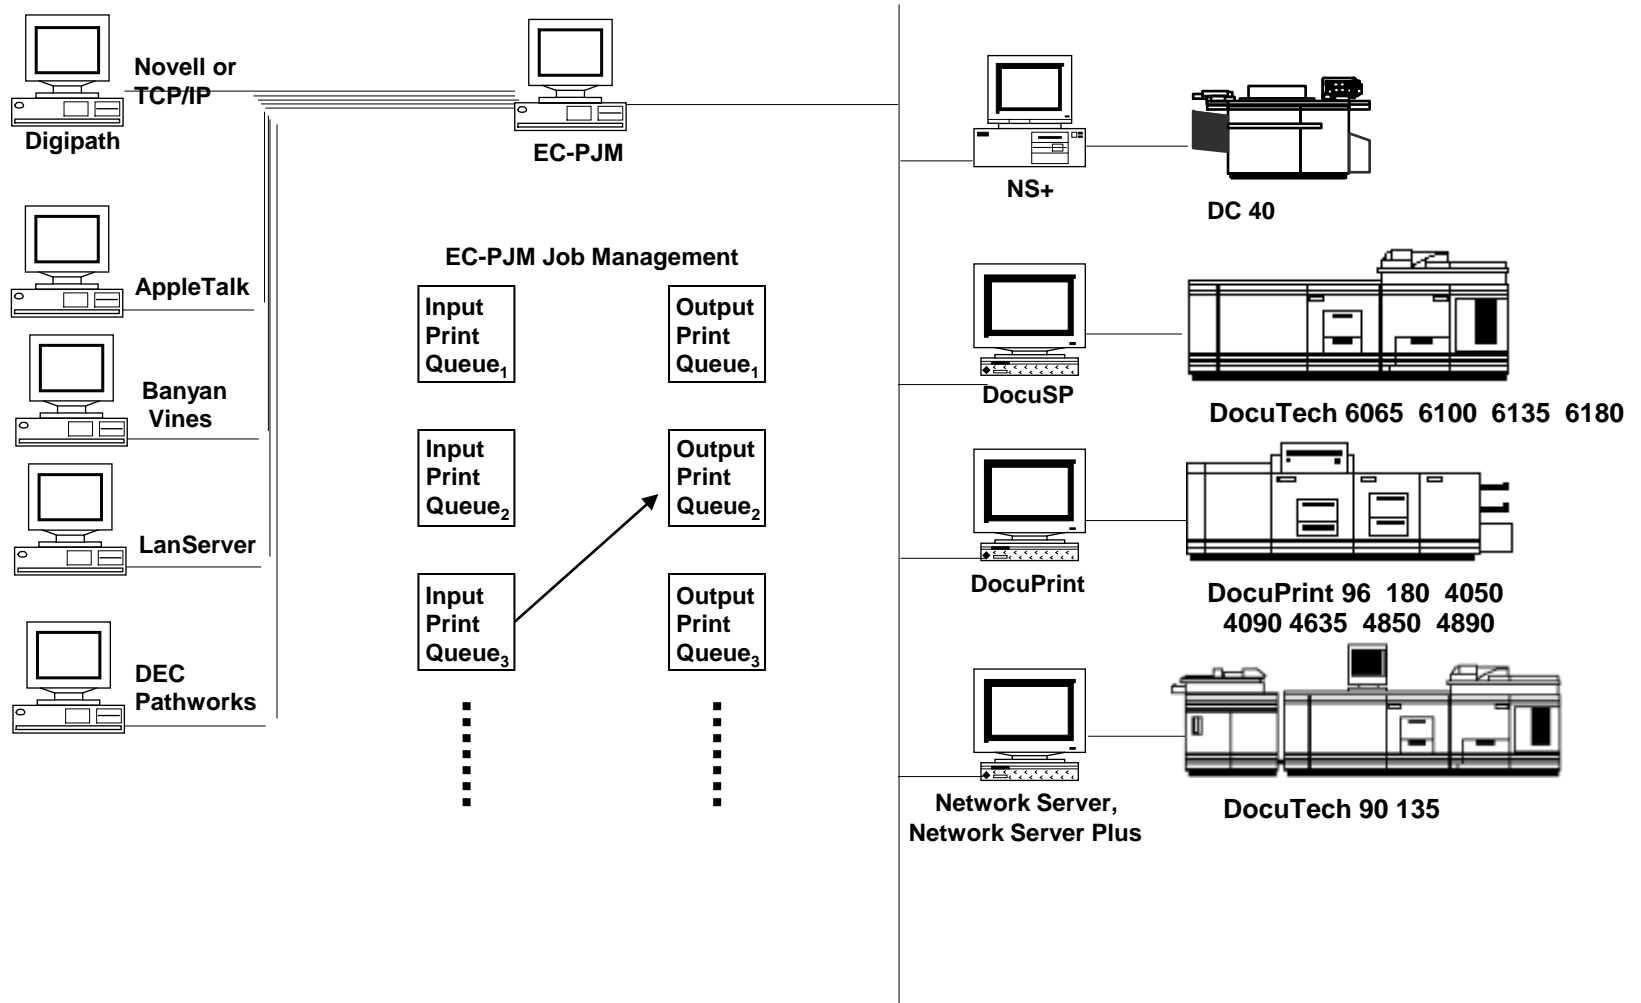 Novell or
TCP/IP
Digipath
EC-PJM
AppleTalk
Banyan
Vines
LanServer
DEC
Pathworks
EC-PJM Job Management
Input
Print
Queue1
Output
Print
Queue1
Input
Print
Queue2
Output
Print
Queue2
Input
Print
Queue3
Output
Print
Queue3
NS+
DC 40
DocuSP
DocuTech 6065 6100 6135 6180
DocuPrint
DocuPrint 96 180 4050
4090 4635 4850 4890
Network Server,
Network Server Plus
DocuTech 90 135